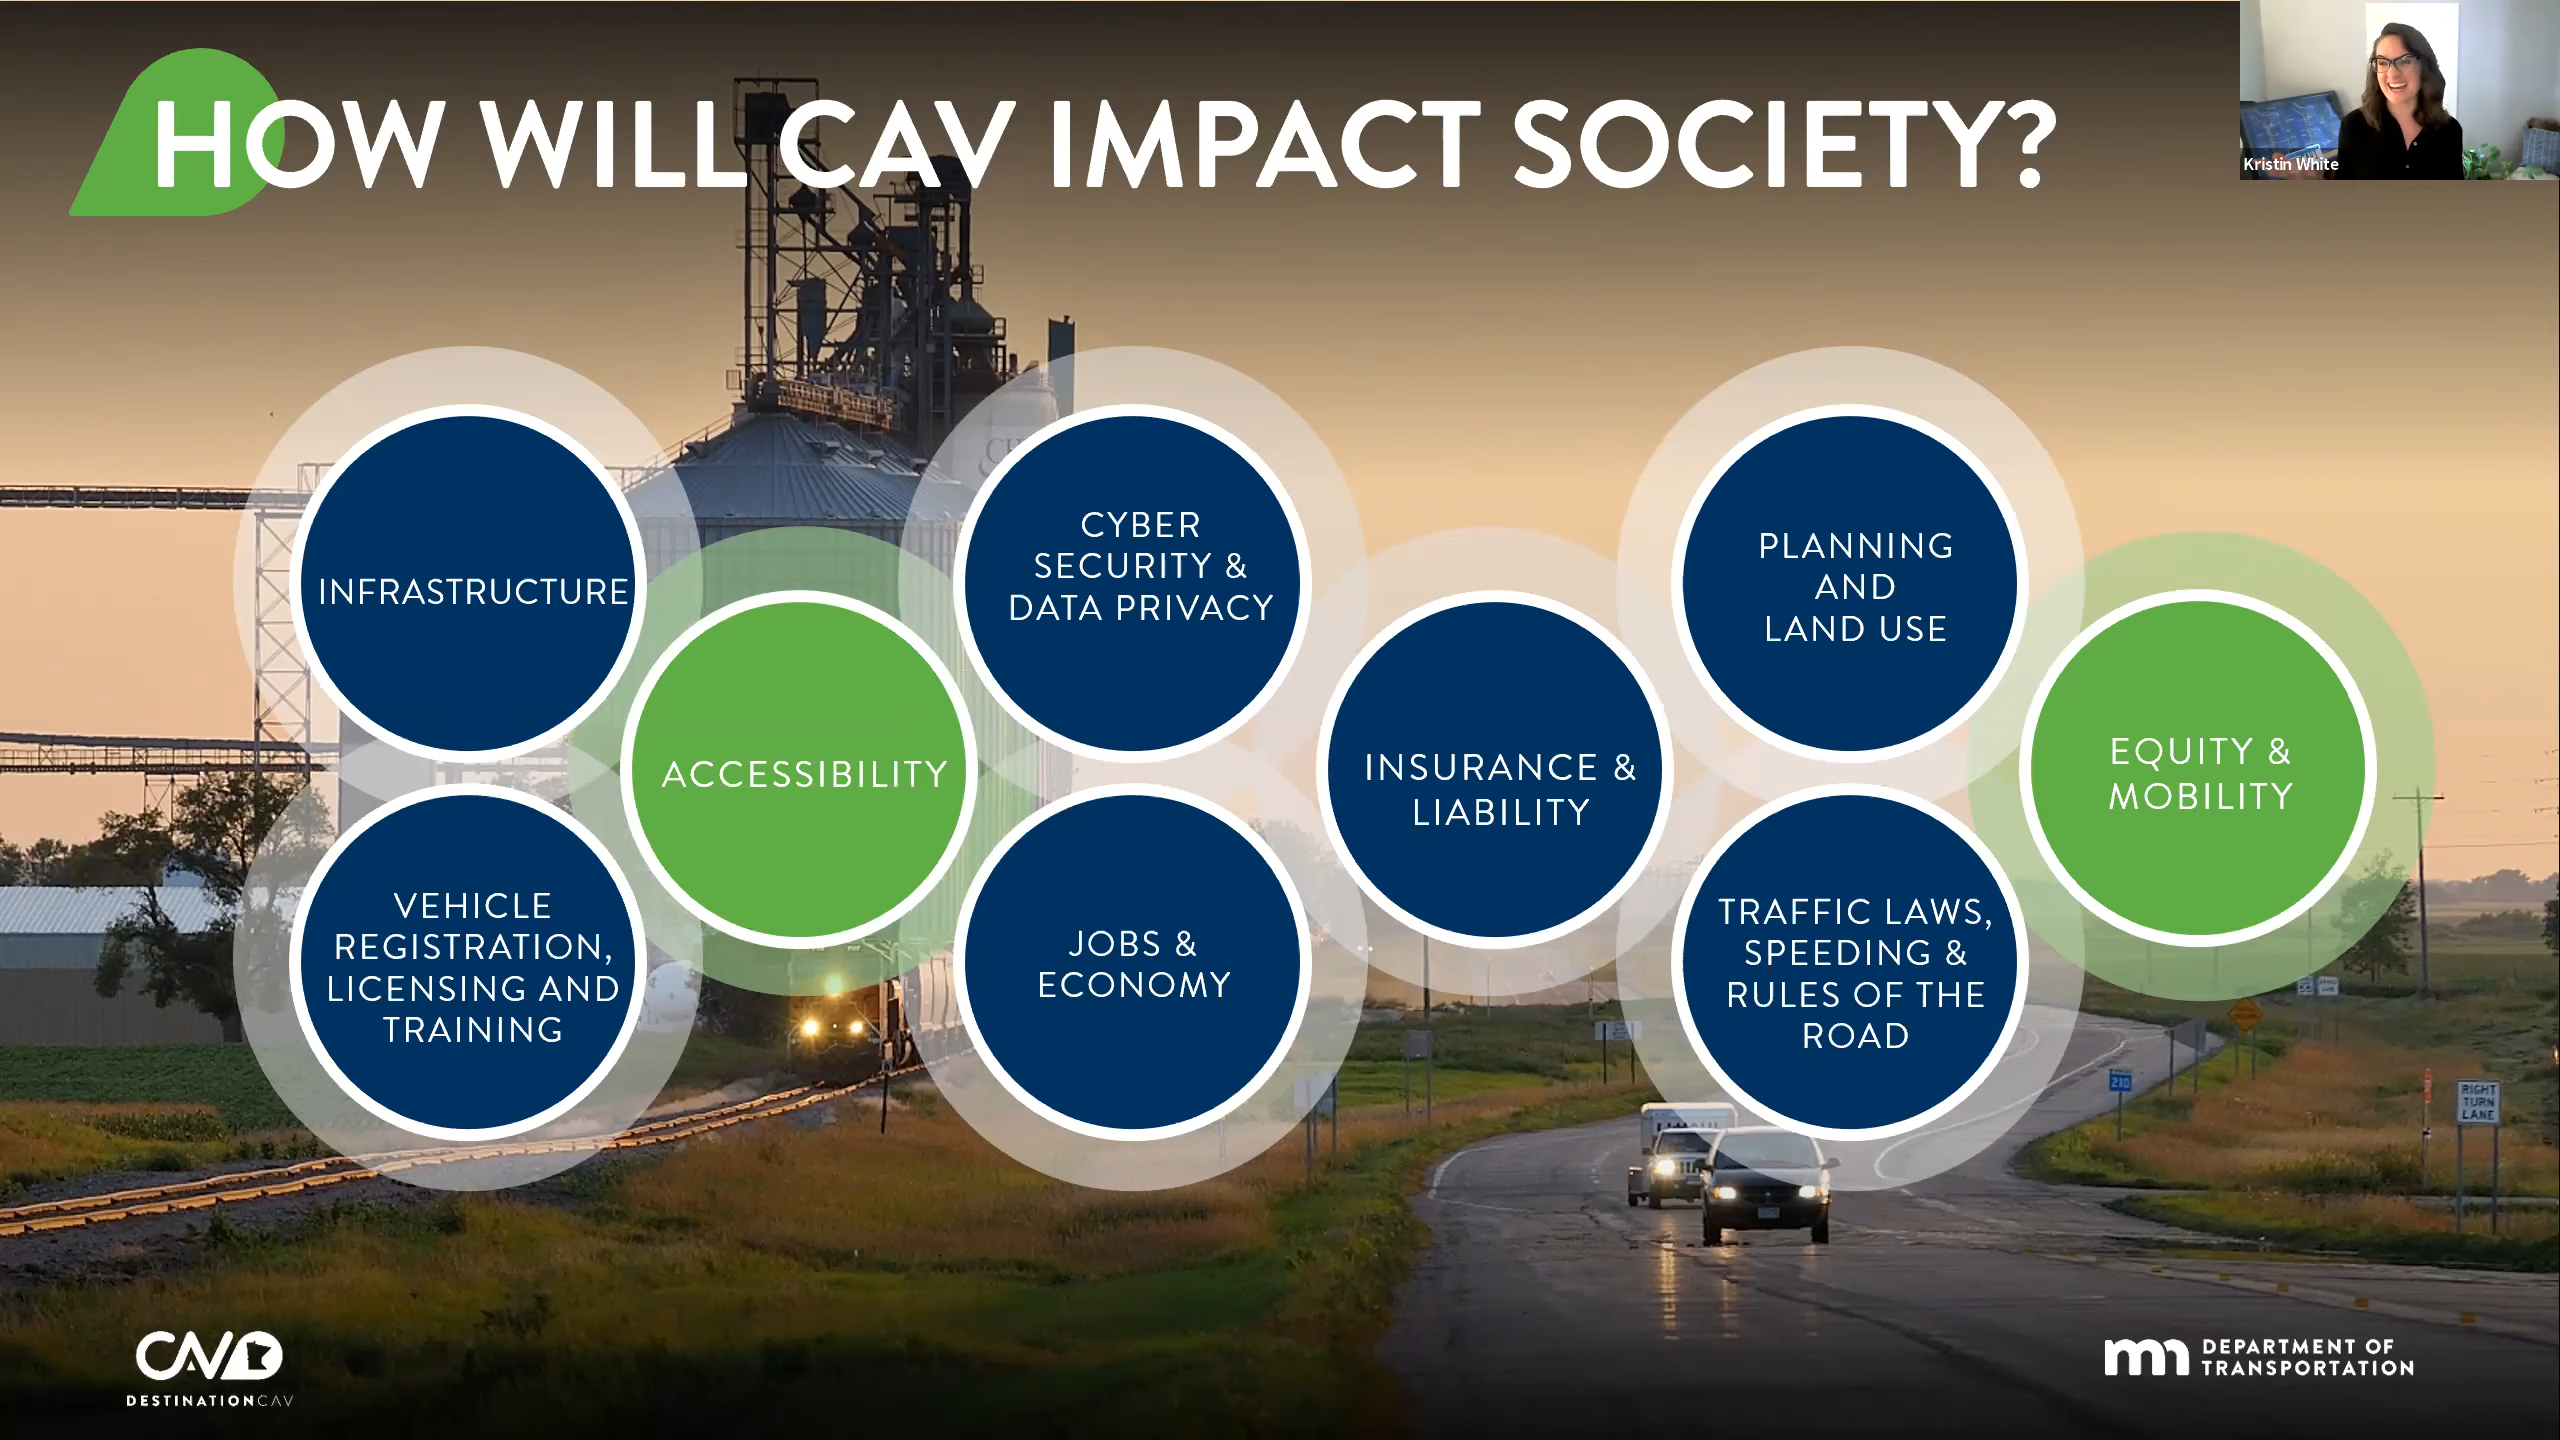 HOW WILL CAV IMPACT SOCIETY?
Kristin White
INFRASTRUCTURE
ACCESSIBILITY
VEHICLE
REGISTRATION,
LICENSING AND
TRAINING
CYBER
SECURITY &
DATA PRIVACY
JOBS &
ECONOMY
INSURANCE &
LIABILITY
PLANNING
AND
LAND USE
TRAFFIC LAWS,
SPEEDING &
RULES OF THE
ROAD
EQUITY &
MOBILITY
210
RIGHT
TURN
LANE
CAV
DESTINATIONCAV
mn DEPARTMENT OF
TRANSPORTATION